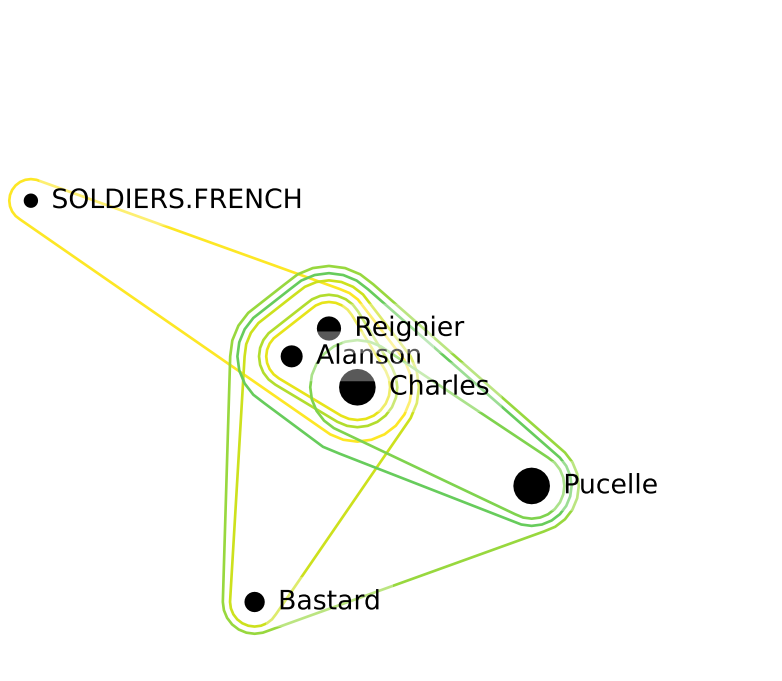 SOLDIERS.FRENCH
Reignier
Alanson
Charles
Pucelle
Bastard